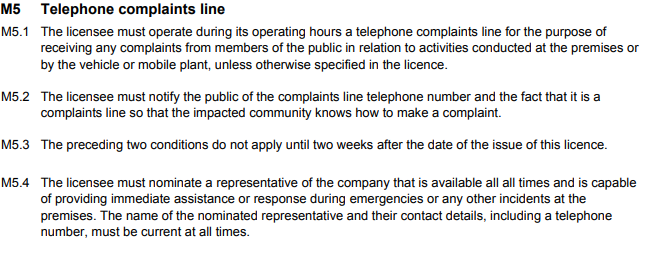 M5 Telephone complaints line
M5.1 The licensee must operate during its operating hours a telephone complaints line for the purpose of
receiving any complaints from members of the public in relation to activities conducted at the premises or
by the vehicle or mobile plant, unless otherwise specified in the licence.
M5.2 The licensee must notify the public of the complaints line telephone number and the fact that it is a
complaints line so that the impacted community knows how to make a complaint.
M5.3 The preceding two conditions do not apply until two weeks after the date of the issue of this licence.
M5.4 The licensee must nominate a representative of the company that is available all all times and is capable
of providing immediate assistance or response during emergencies or any other incidents at the
premises. The name of the nominated representative and their contact details, including a telephone
number, must be current at all times.